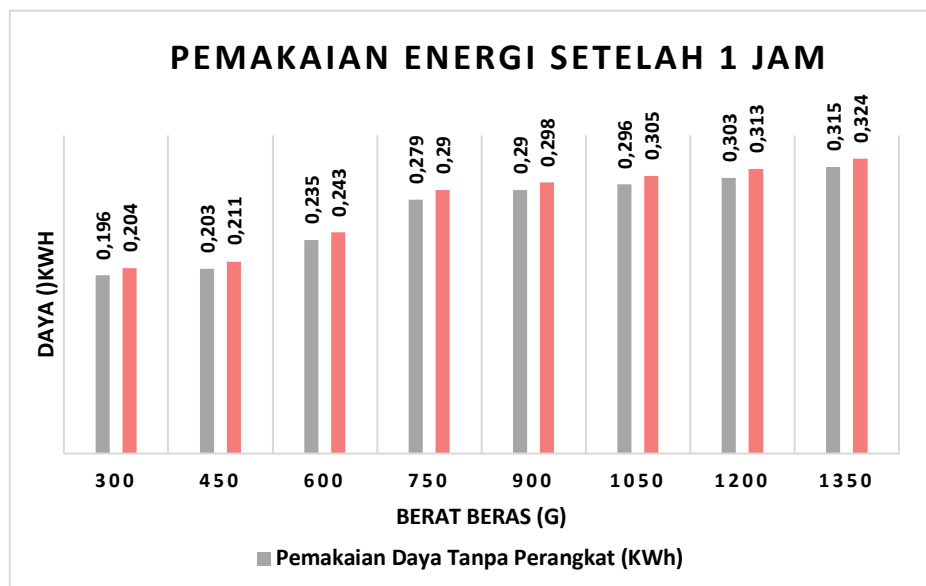 PEMAKAIAN ENERGI SETELAH 1 JAM
0,196 0,204 0,203 0,211 0,235 0,243 0,279 0,29 0,29 0,298 0,296 0,305 0,303 0,313 0,315 0,324
DAYA ()KWH
300 450 600 750 900 1050 1200 1350
BERAT BERAS (G)
Pemakaian Daya Tanpa Perangkat (KWh)